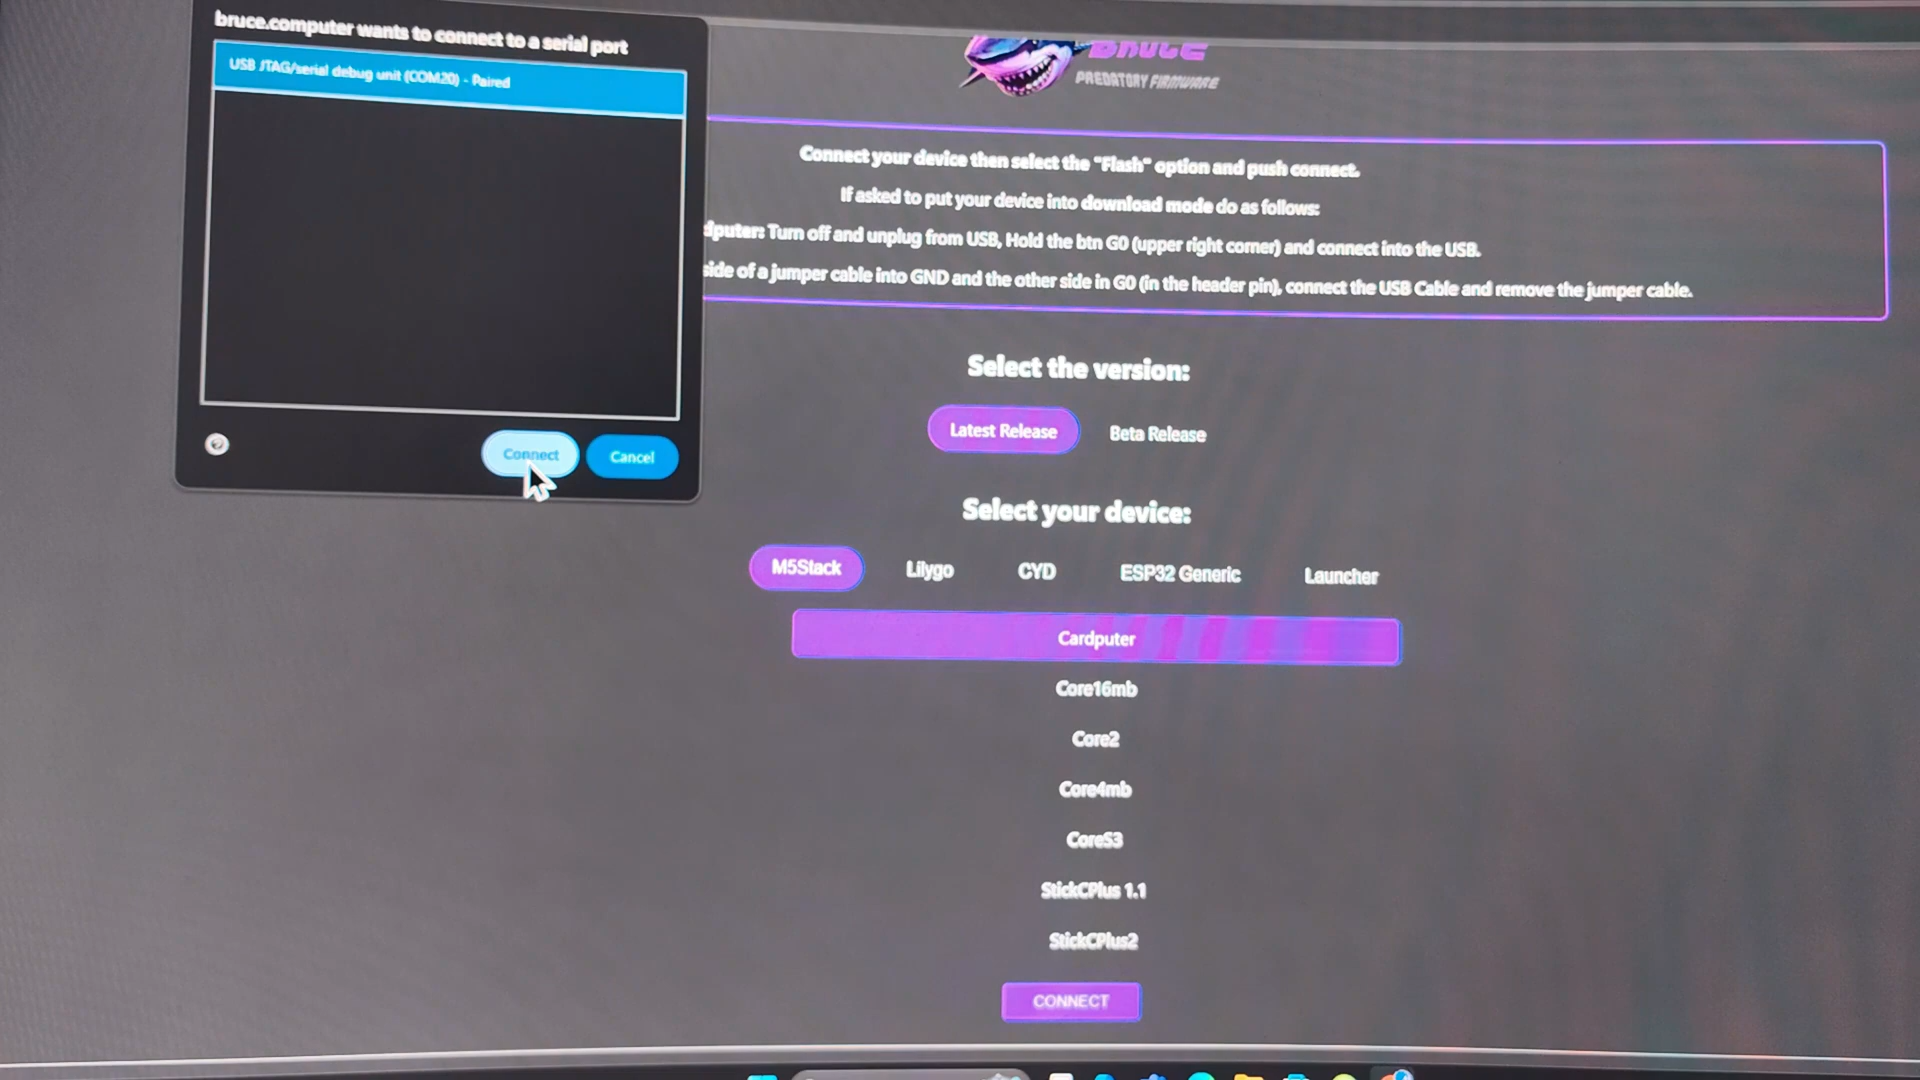 bruce.computer wants to connect to a serial port
USB JTAG/serial debug unit (COM20) - Paired
Connect
Cancel
BRUCE
PREDATORY FIRMWARE
Connect your device then select the "Flash" option and push connect.
If asked to put your device into download mode do as follows:
dputer: Turn off and unplug from USB, Hold the btn G0 (upper right corner) and connect into the USB.
side of a jumper cable into GND and the other side in G0 (in the header pin), connect the USB Cable and remove the jumper cable.
Select the version:
Latest Release
Beta Release
Select your device:
M5Stack
Lilygo
CYD
ESP32 Generic
Launcher
Cardputer
Core16mb
Core2
Core4mb
CoreS3
StickCPlus 1.1
StickCPlus2
CONNECT